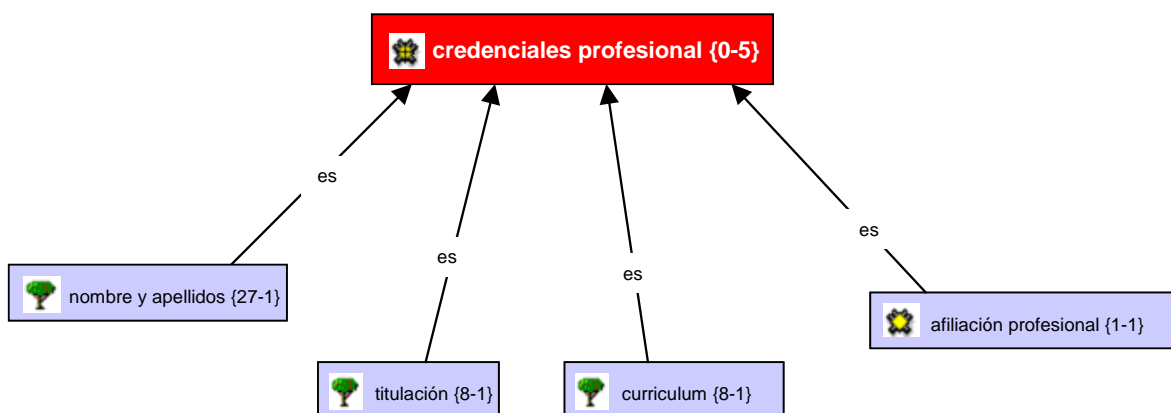 credenciales profesional {0-5}
es
es
es
es
nombre y apellidos {27-1}
afiliación profesional {1-1}
titulación {8-1}
curriculum {8-1}